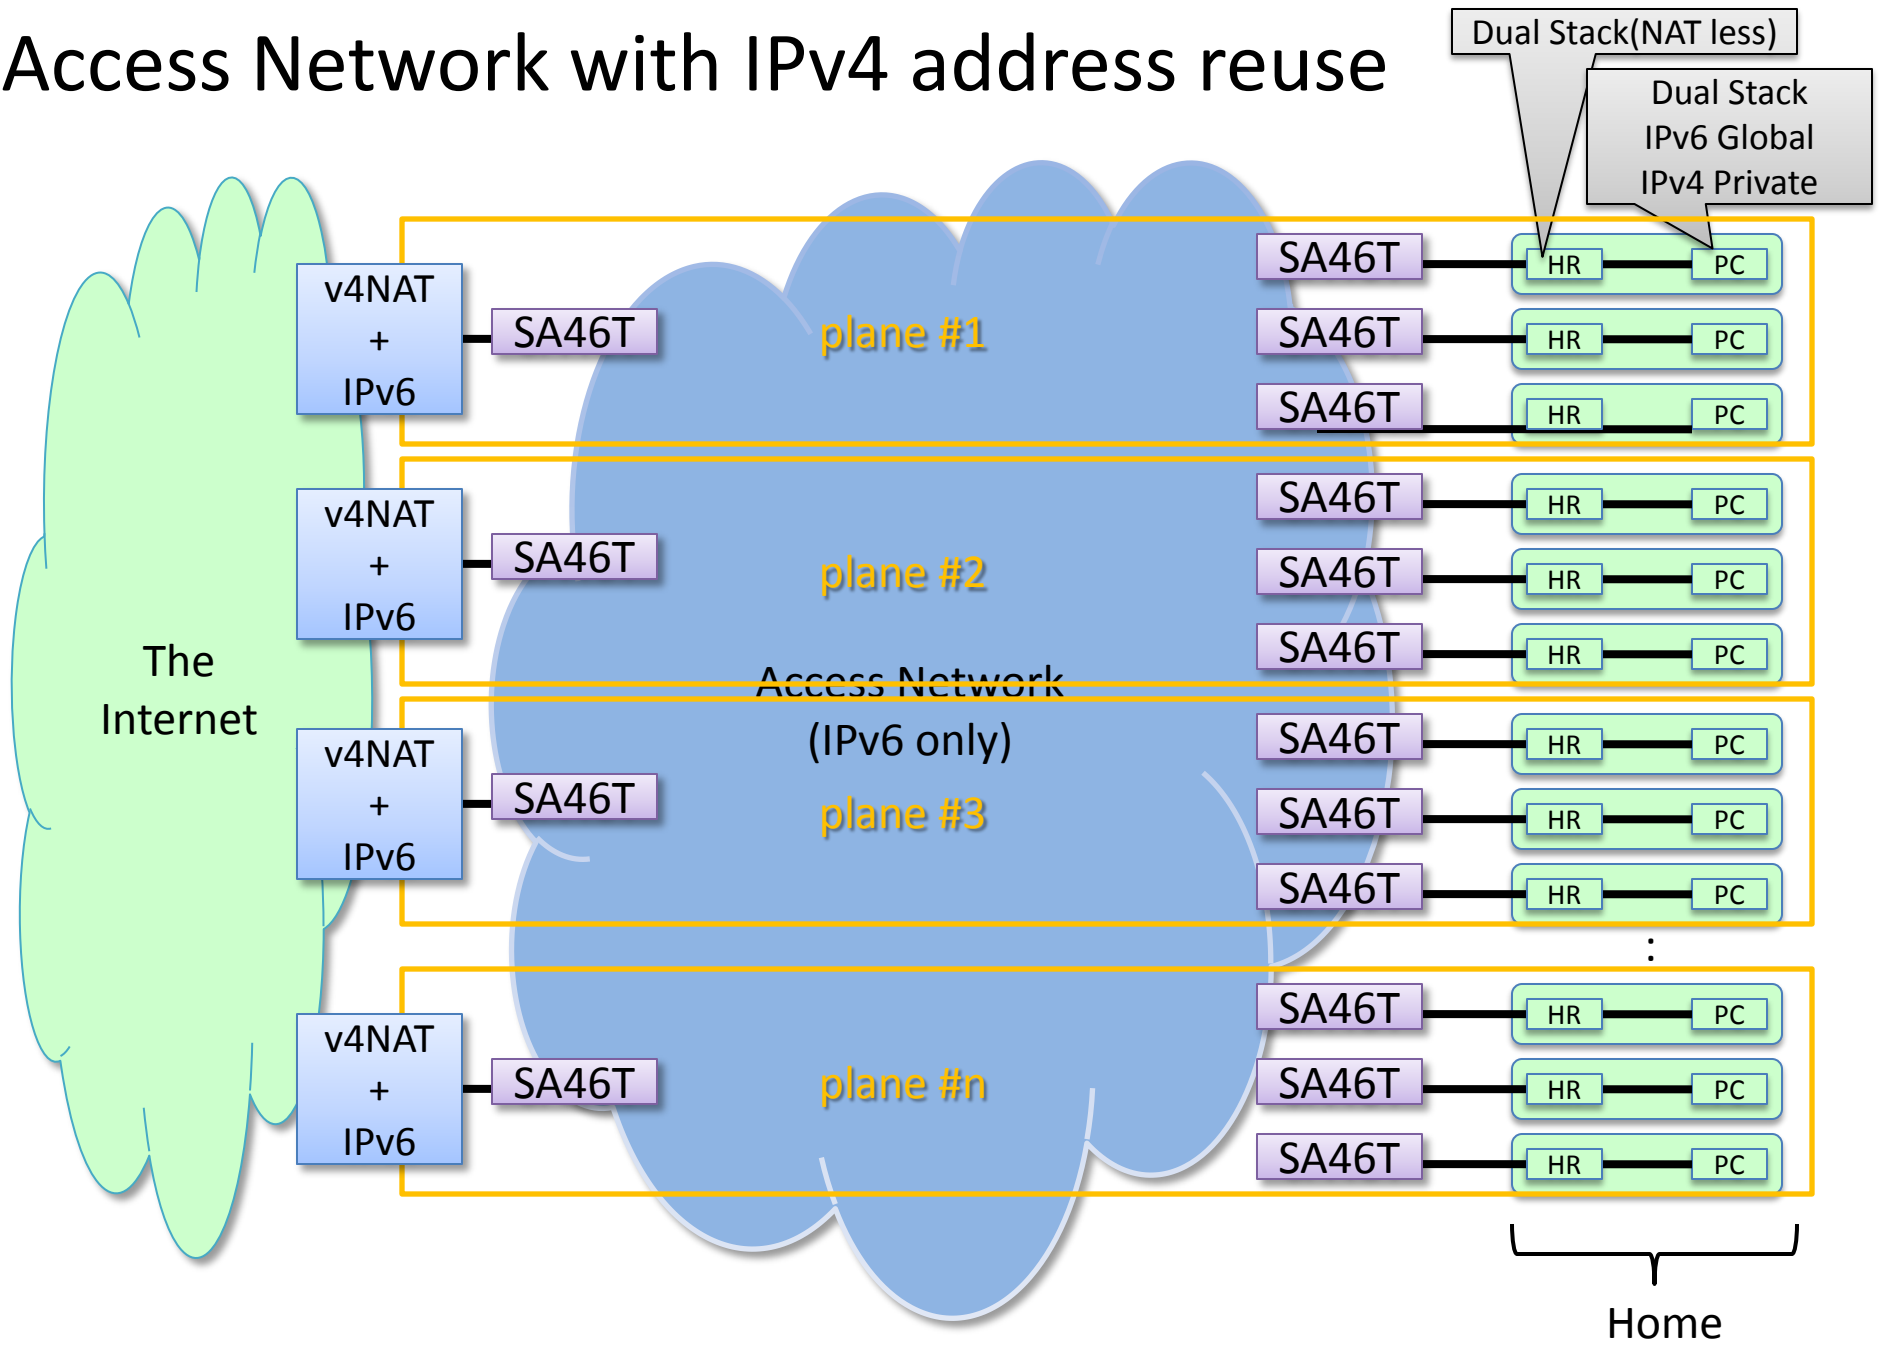 Access Network with IPv4 address reuse
Dual Stack(NAT less)
Dual Stack
IPv6 Global
IPv4 Private
The
Internet
Access Network
(IPv6 only)
v4NAT
+
IPv6
SA46T
plane #1
SA46T
HR
PC
SA46T
HR
PC
SA46T
HR
PC
v4NAT
+
IPv6
SA46T
plane #2
SA46T
HR
PC
SA46T
HR
PC
SA46T
HR
PC
v4NAT
+
IPv6
SA46T
plane #3
SA46T
HR
PC
SA46T
HR
PC
SA46T
HR
PC
:
v4NAT
+
IPv6
SA46T
plane #n
SA46T
HR
PC
SA46T
HR
PC
SA46T
HR
PC
Home